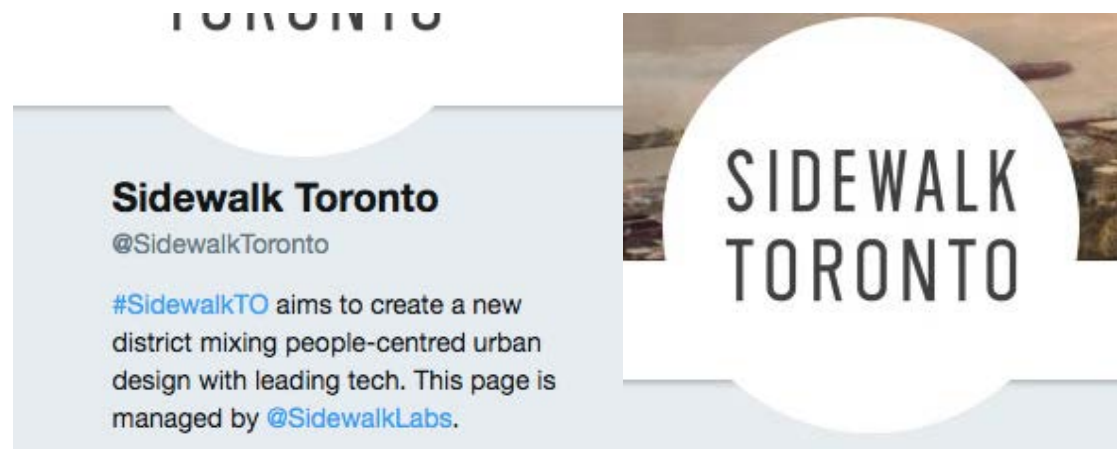 TORONTO
Sidewalk Toronto
@SidewalkToronto
#SidewalkTO aims to create a new
district mixing people-centred urban
design with leading tech. This page is
managed by @SidewalkLabs.
SIDEWALK
TORONTO